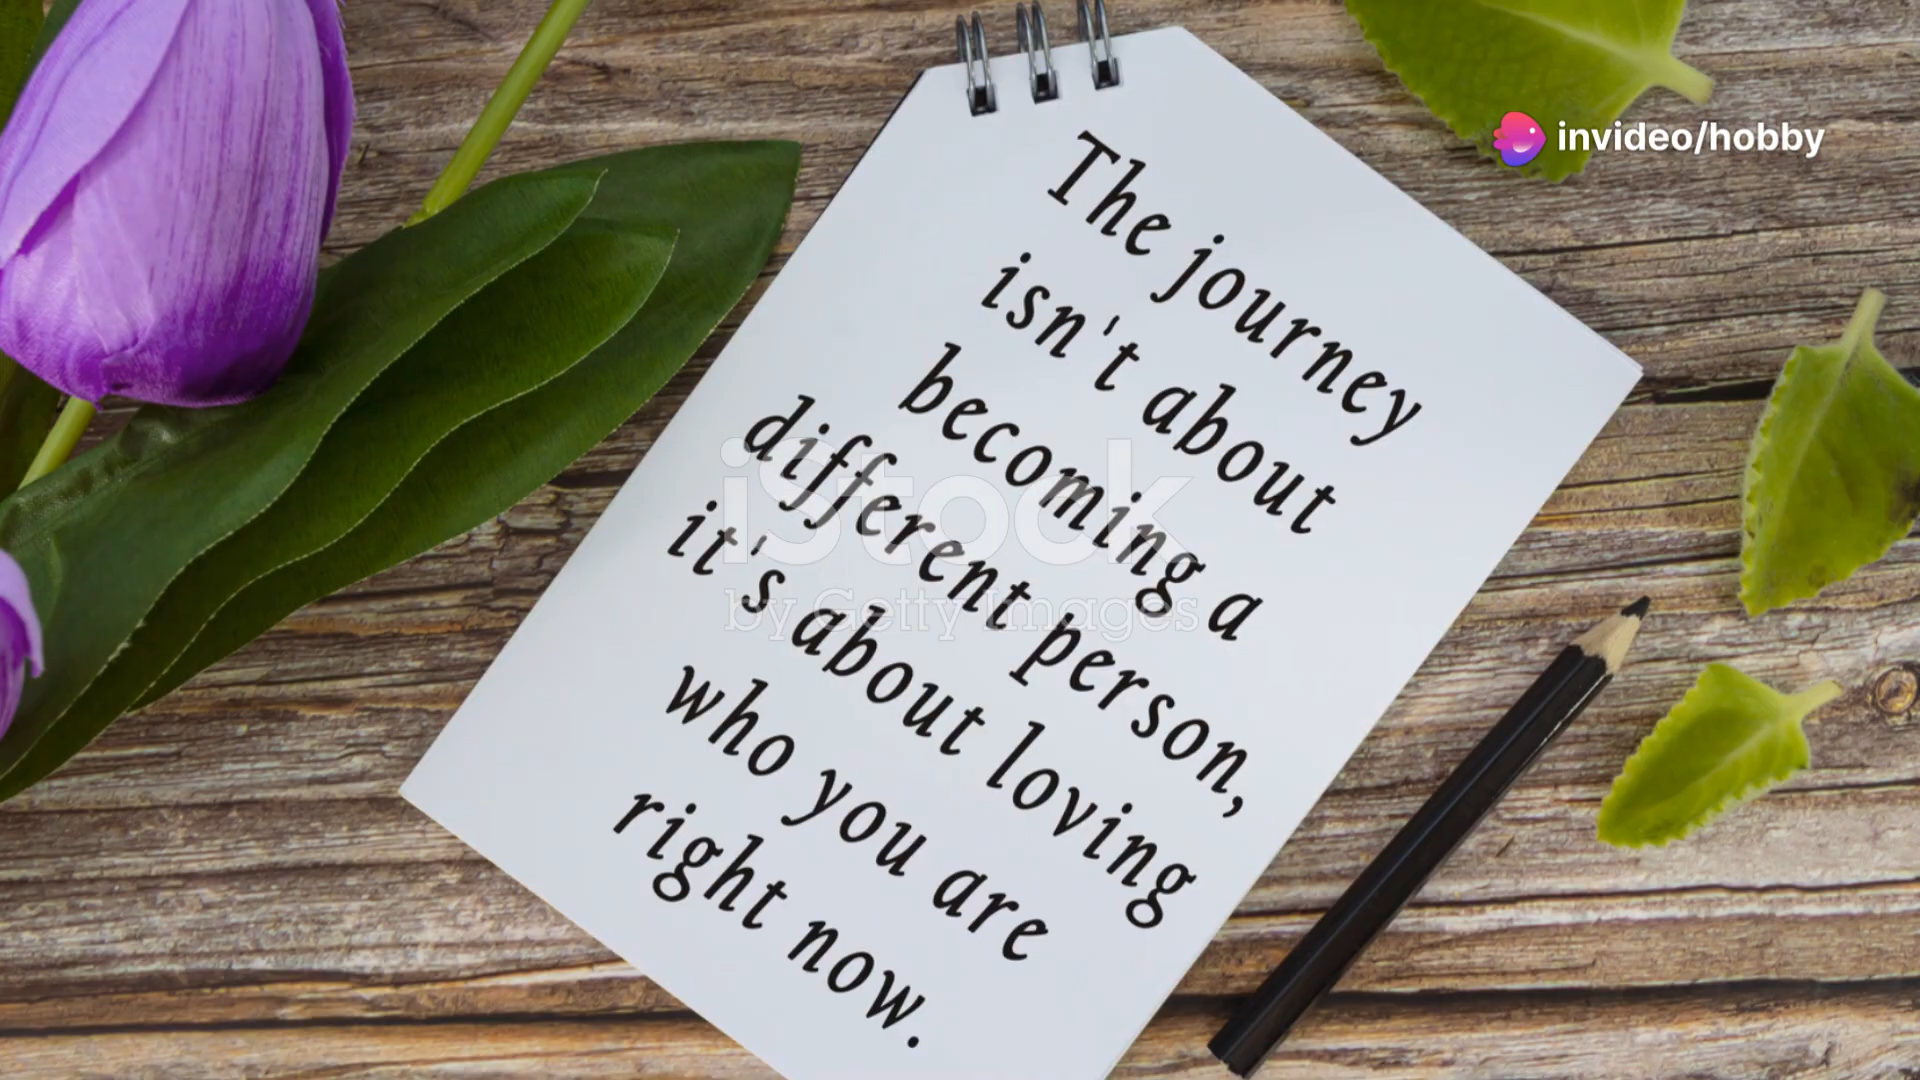 invideo/hobby
The journey
isn't about
becoming a
different person,
it's about loving
who you are
right now.
iStock
by Getty Images